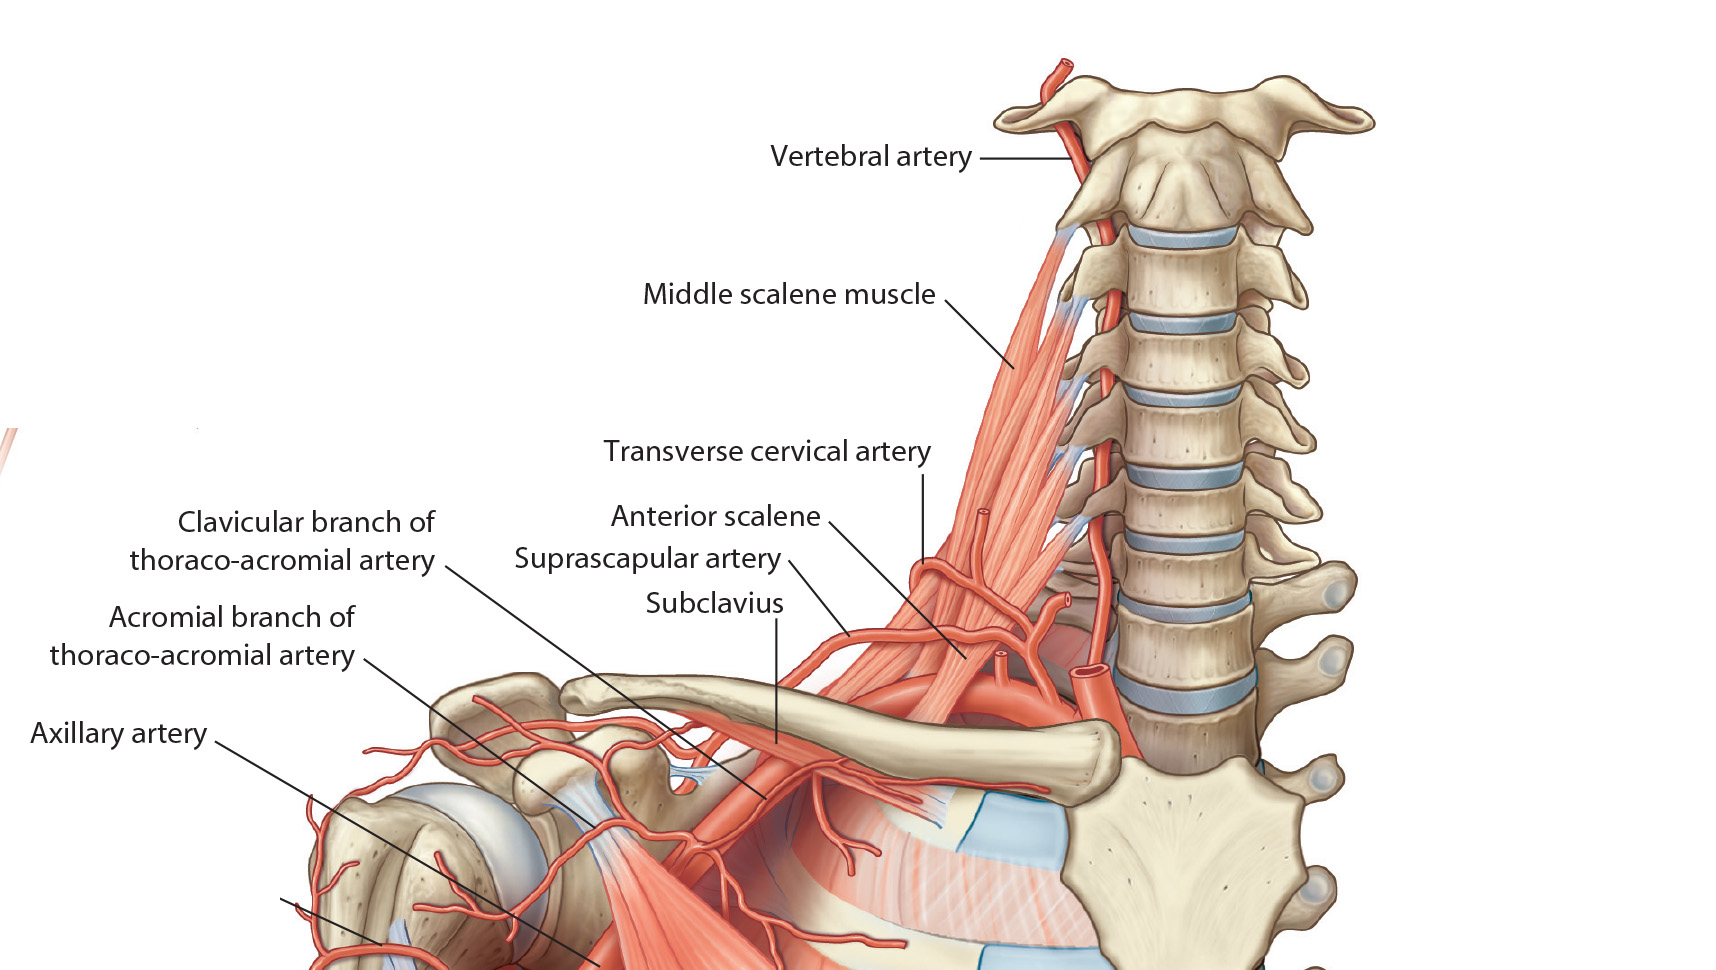 Vertebral artery
Middle scalene muscle
Transverse cervical artery
Clavicular branch of
thoraco-acromial artery
Anterior scalene
Suprascapular artery
Subclavius
Acromial branch of
thoraco-acromial artery
Axillary artery